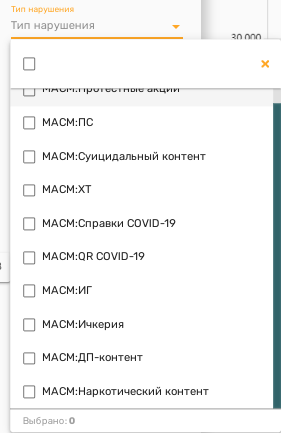 Тип нарушения
Тип нарушения
30 000
МАСМ:Протестные акции
МАСМ:ПС
МАСМ:Суицидальный контент
МАСМ:ХТ
МАСМ:Справки COVID-19
МАСМ:QR COVID-19
МАСМ:ИГ
МАСМ:Ичкерия
МАСМ:ДП-контент
МАСМ:Наркотический контент
Выбрано: 0